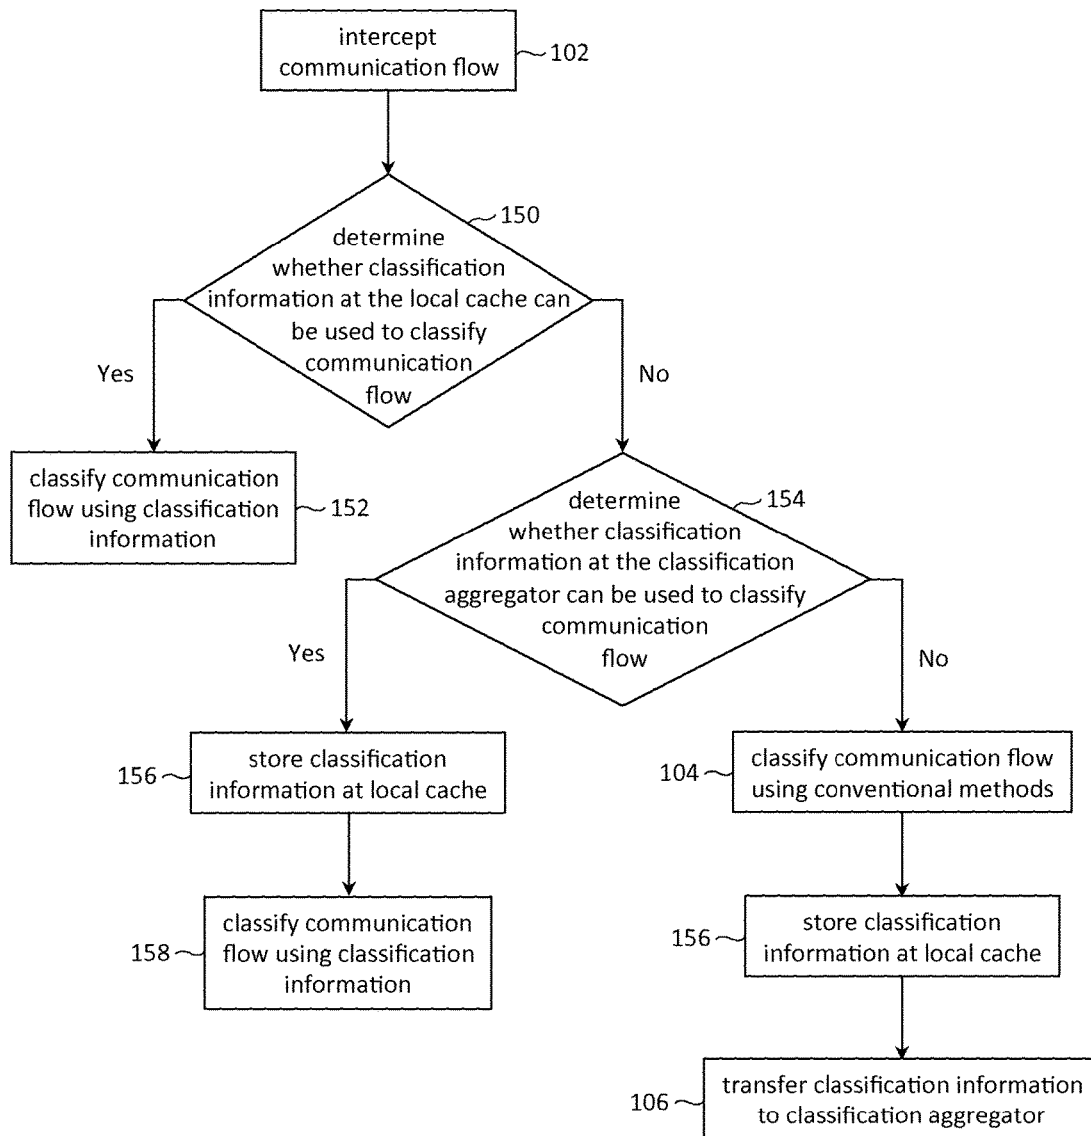 intercept
communication flow
102
150
determine
whether classification
information at the local cache can
be used to classify
communication
flow
Yes
No
classify communication
flow using classification
information
152
154
determine
whether classification
information at the classification
aggregator can be used to classify
communication
flow
Yes
No
156
store classification
information at local cache
104
classify communication flow
using conventional methods
158
classify communication
flow using classification
information
156
store classification
information at local cache
106
transfer classification information
to classification aggregator